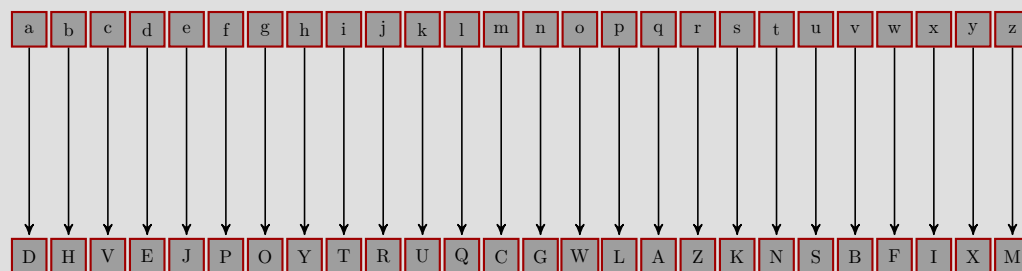 a b c d e f g h i j k l m n o p q r s t u v w x y z
D H V E J P O Y T R U Q C G W L A Z K N S B F I X M